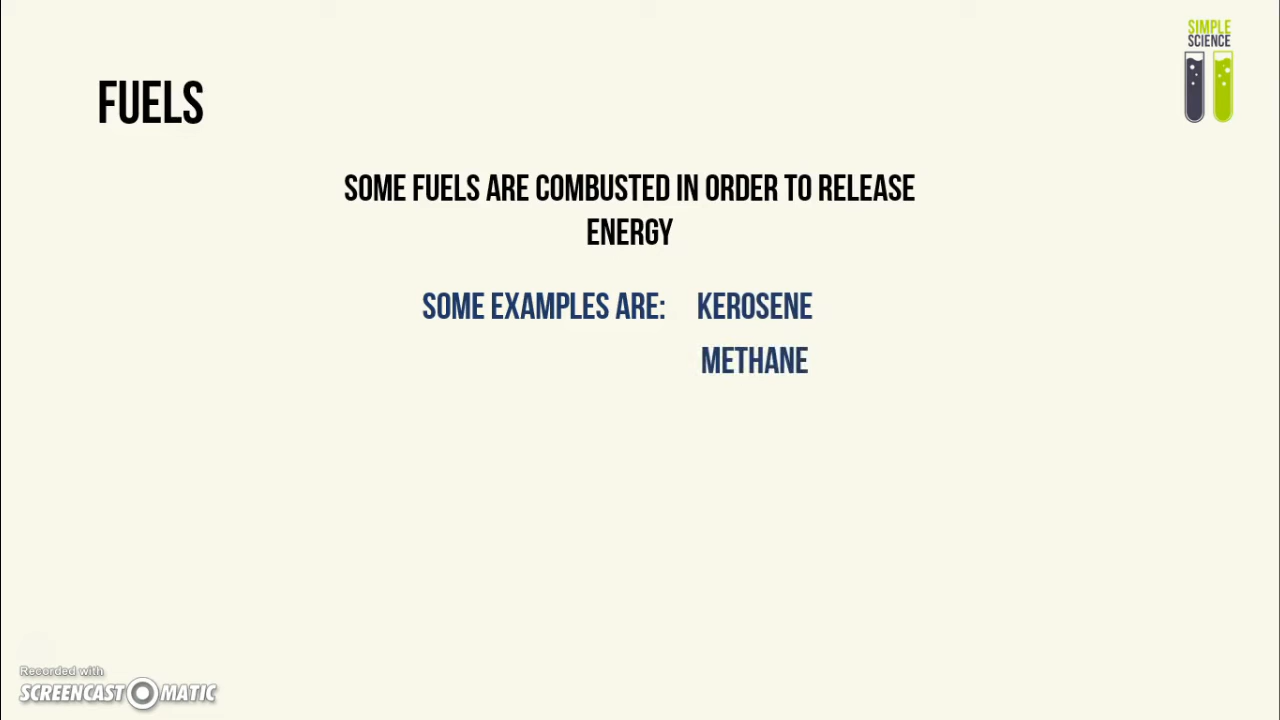 SIMPLE
SCIENCE
FUELS
SOME FUELS ARE COMBUSTED IN ORDER TO RELEASE
ENERGY
SOME EXAMPLES ARE: KEROSENE
METHANE
Recorded with
SCREENCAST MATIC